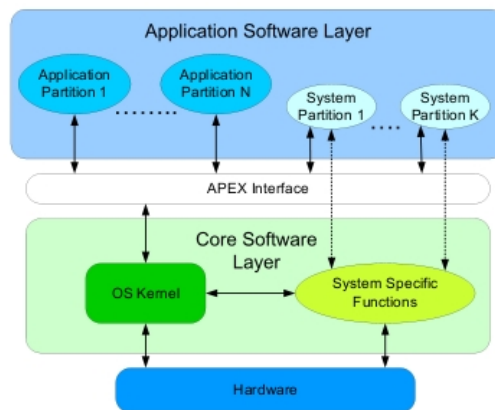 Application Software Layer
Application
Partition 1
Application
Partition N
System
Partition 1
System
Partition K
APEX Interface
Core Software
Layer
OS Kernel
System Specific
Functions
Hardware